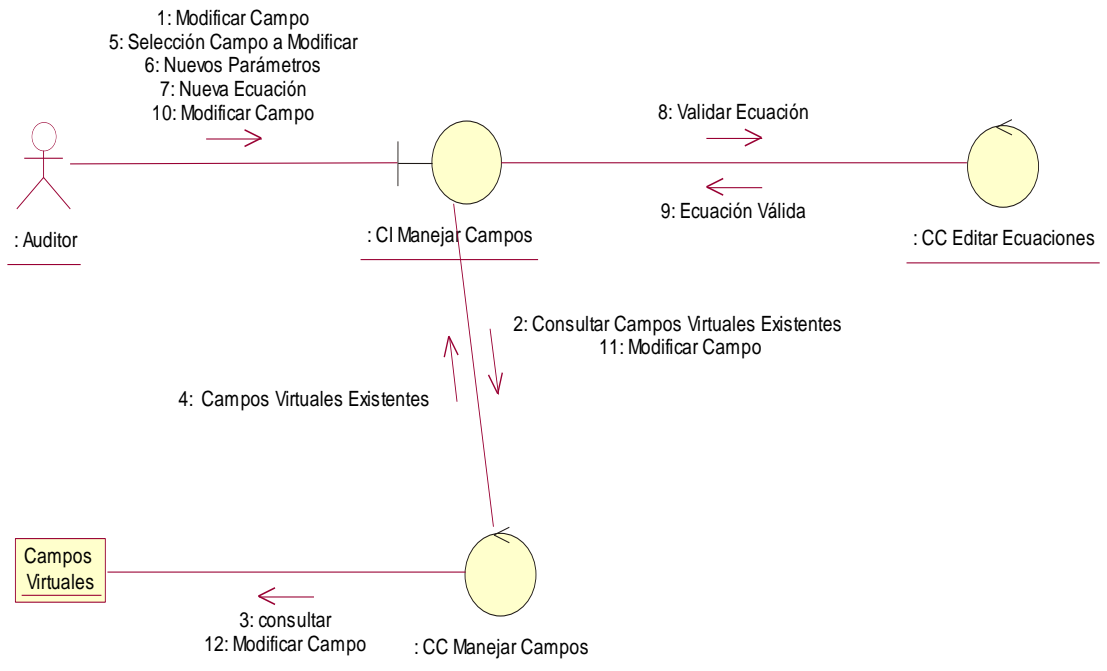 1: Modificar Campo
5: Selección Campo a Modificar
6: Nuevos Parámetros
7: Nueva Ecuación
10: Modificar Campo
8: Validar Ecuación
9: Ecuación Válida
: Auditor
: CI Manejar Campos
: CC Editar Ecuaciones
2: Consultar Campos Virtuales Existentes
11: Modificar Campo
4: Campos Virtuales Existentes
Campos
Virtuales
3: consultar
12: Modificar Campo
: CC Manejar Campos